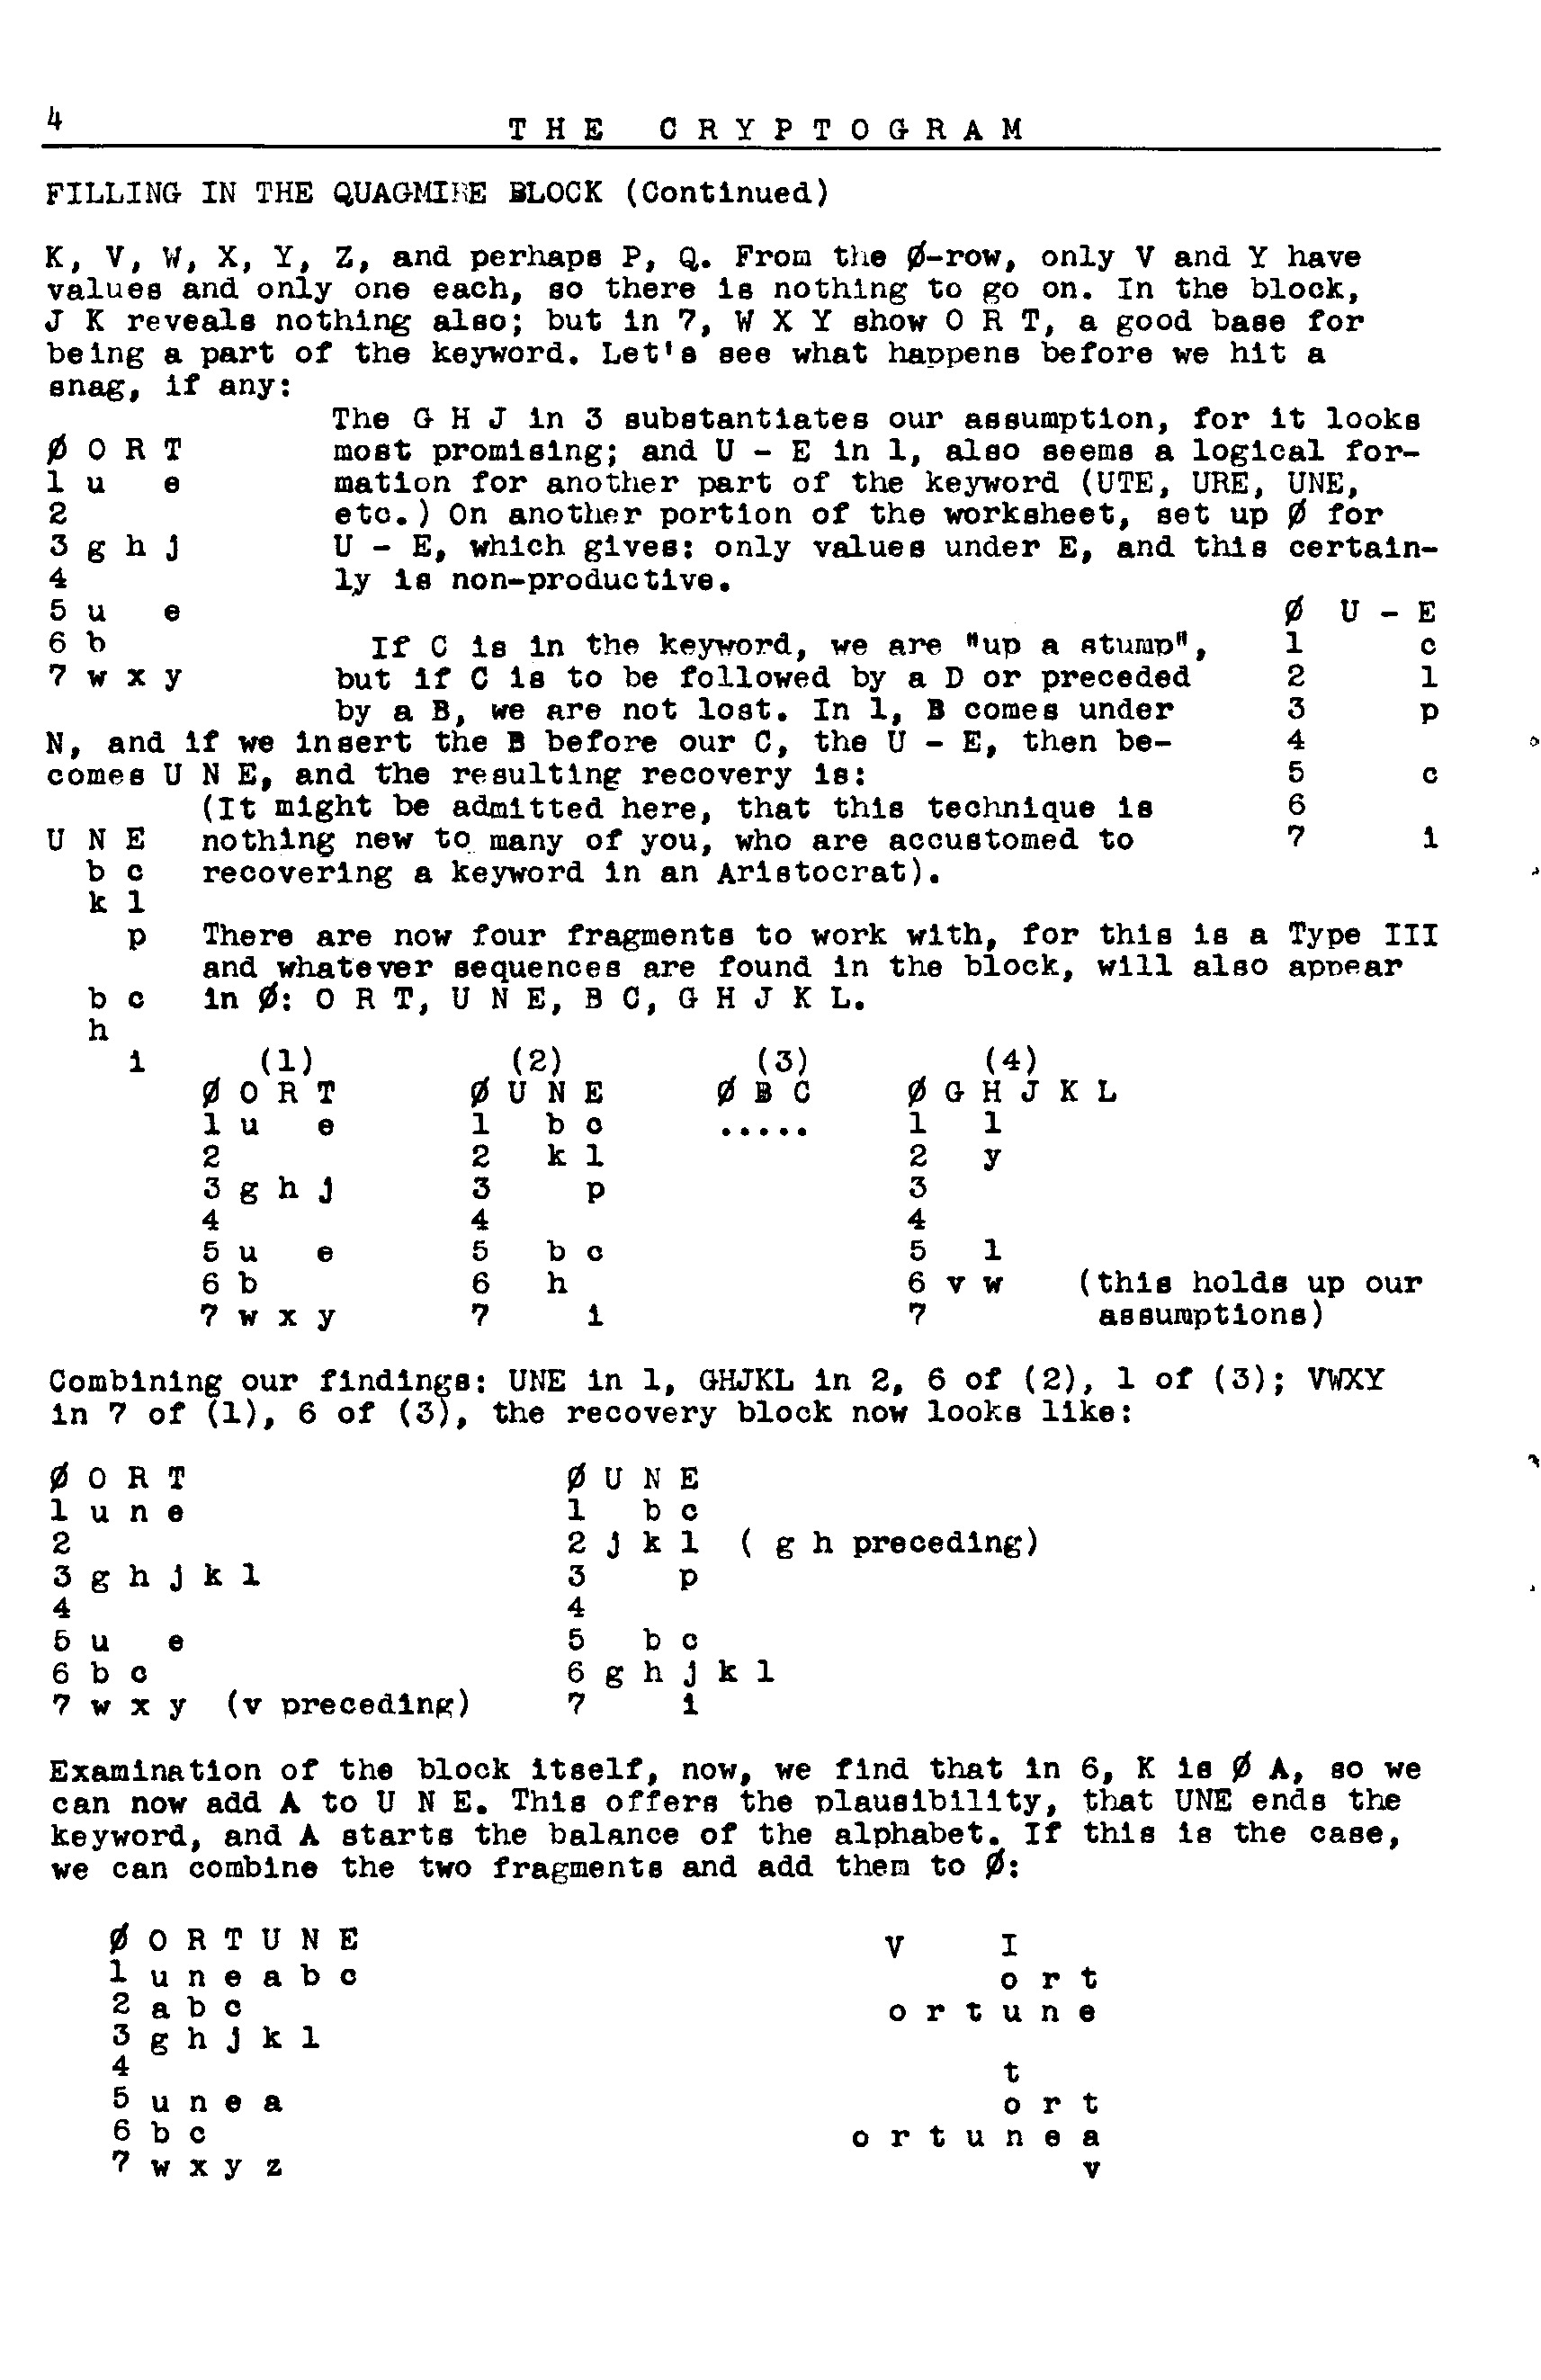 4
T H E   C R Y P T O G R A M
FILLING IN THE QUAGMIRE BLOCK (Continued)
K, V, W, X, Y, Z, and perhaps P, Q. From the Ø-row, only V and Y have
values and only one each, so there is nothing to go on. In the block,
J K reveals nothing also; but in 7, W X Y show O R T, a good base for
being a part of the keyword. Let's see what happens before we hit a
snag, if any:
The G H J in 3 substantiates our assumption, for it looks
most promising; and U - E in 1, also seems a logical for-
mation for another part of the keyword (UTE, URE, UNE,
etc.) On another portion of the worksheet, set up Ø for
U - E, which gives: only values under E, and this certain-
ly is non-productive.
Ø O R T
1 u   e
2
3 g h j
4
5 u   e
6 b
7 w x y
If C is in the keyword, we are "up a stump",
but if C is to be followed by a D or preceded
by a B, we are not lost. In 1, B comes under
N, and if we insert the B before our C, the U - E, then be-
comes U N E, and the resulting recovery is:
Ø U - E
1     c
2     l
3     p
4
5     c
6
7     i
(It might be admitted here, that this technique is
nothing new to many of you, who are accustomed to
recovering a keyword in an Aristocrat).
U N E
b c
k l
p
b c
h
i
There are now four fragments to work with, for this is a Type III
and whatever sequences are found in the block, will also appear
in Ø: O R T, U N E, B C, G H J K L.
(1)   (2)   (3)   (4)
Ø O R T   Ø U N E   Ø B C   Ø G H J K L
1 u   e   1   b c   .....   1   l
2   2   k l   2   y
3 g h j   3     p   3
4   4   4
5 u   e   5   b c   5   l
6 b   6   h   6 v w   (this holds up our
7 w x y   7     i   7   assumptions)
Combining our findings: UNE in 1, GHJKL in 2, 6 of (2), 1 of (3); VWXY
in 7 of (1), 6 of (3), the recovery block now looks like:
Ø O R T   Ø U N E
1 u n e   1   b c
2   2 j k l ( g h preceding)
3 g h j k l   3     p
4   4
5 u   e   5   b c
6 b c   6 g h j k l
7 w x y (v preceding)   7     i
Examination of the block itself, now, we find that in 6, K is Ø A, so we
can now add A to U N E. This offers the plausibility, that UNE ends the
keyword, and A starts the balance of the alphabet. If this is the case,
we can combine the two fragments and add them to Ø:
Ø O R T U N E   V     I
1 u n e a b c   o r t
2 a b c   o r t u n e
3 g h j k l
4   t
5 u n e a   o r t
6 b c   o r t u n e a
7 w x y z   v